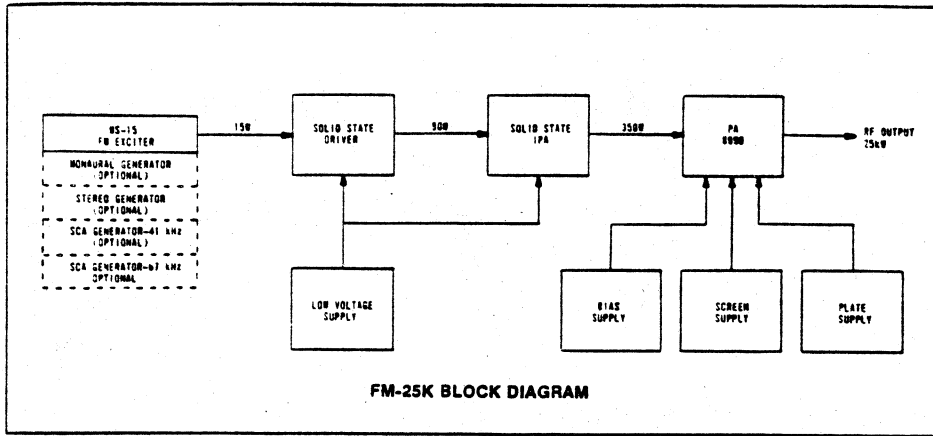 MS-15
FM EXCITER
MONAURAL GENERATOR
(OPTIONAL)
STEREO GENERATOR
(OPTIONAL)
SCA GENERATOR-41 kHz
(OPTIONAL)
SCA GENERATOR-67 kHz
OPTIONAL
15W
SOLID STATE
DRIVER
90W
SOLID STATE
IPA
350W
PA
8990
RF OUTPUT
25kW
LOW VOLTAGE
SUPPLY
BIAS
SUPPLY
SCREEN
SUPPLY
PLATE
SUPPLY
FM-25K BLOCK DIAGRAM